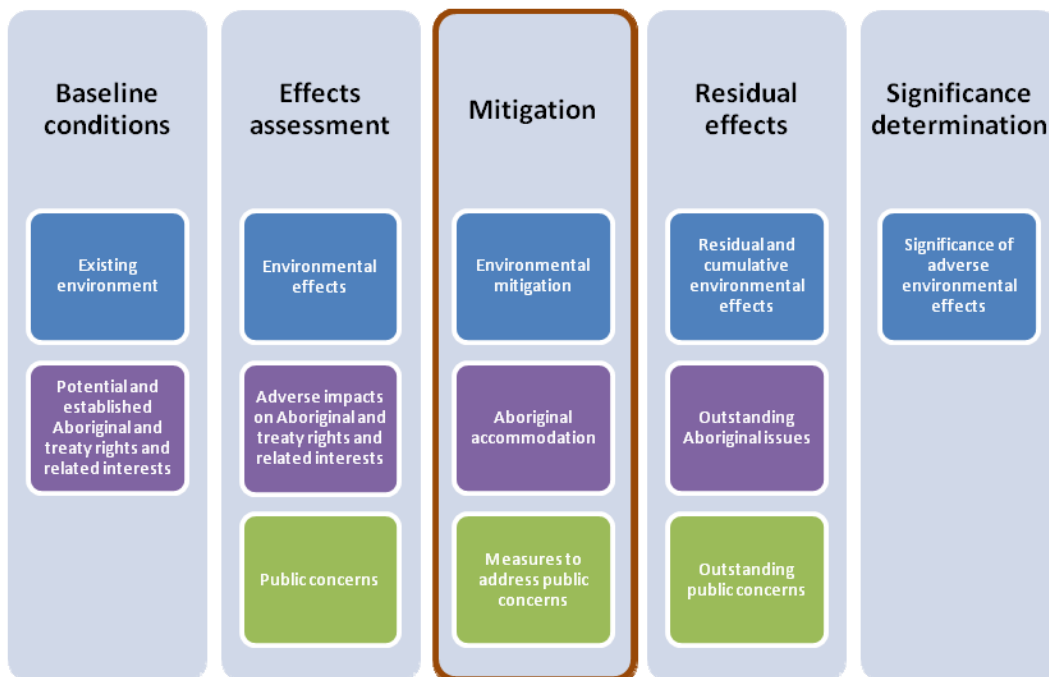 Baseline
conditions
Existing
environment
Potential and
established
Aboriginal and
treaty rights and
related interests
Effects
assessment
Environmental
effects
Adverse impacts
on Aboriginal and
treaty rights and
related interests
Public concerns
Mitigation
Environmental
mitigation
Aboriginal
accommodation
Measures to
address public
concerns
Residual
effects
Residual and
cumulative
environmental
effects
Outstanding
Aboriginal issues
Outstanding
public concerns
Significance
determination
Significance of
adverse
environmental
effects